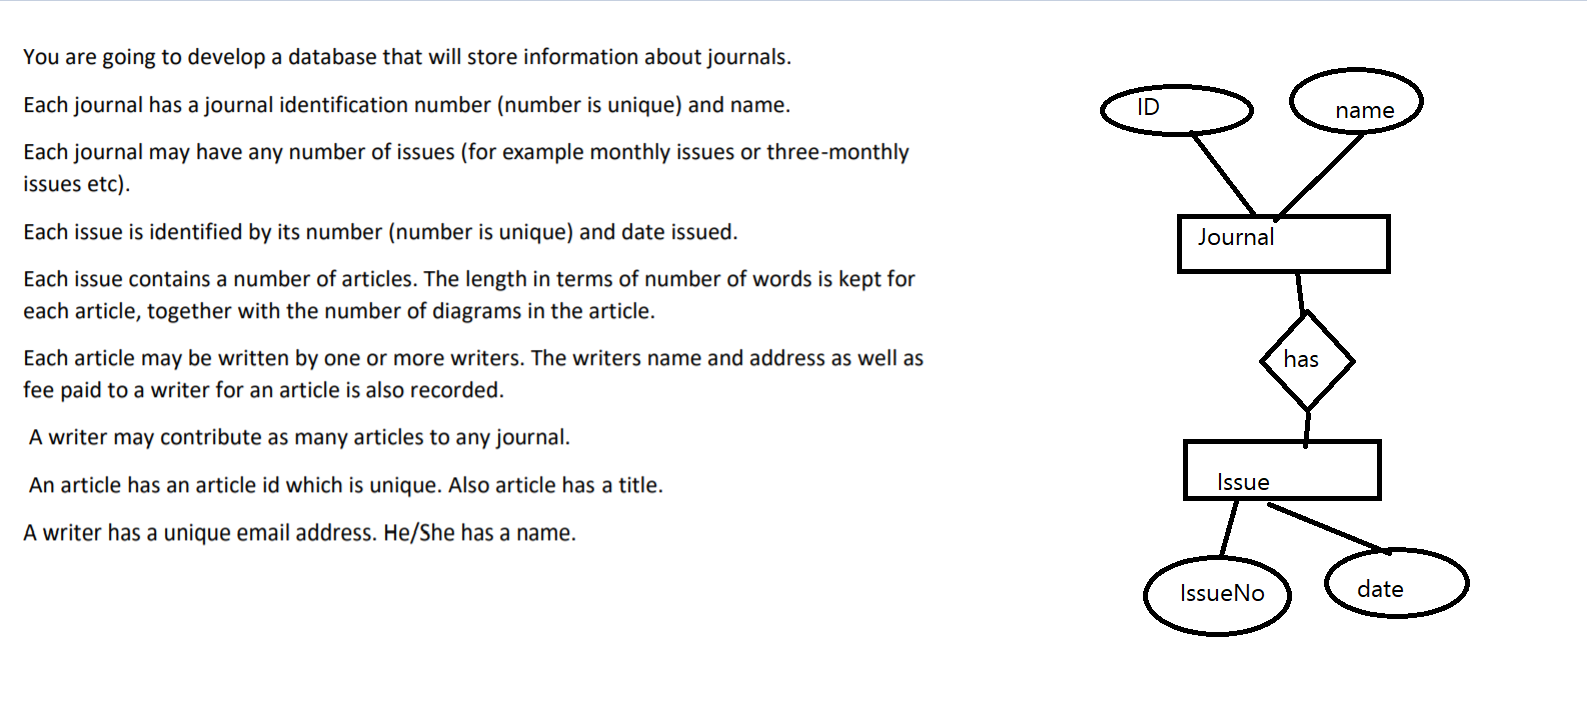 You are going to develop a database that will store information about journals.
Each journal has a journal identification number (number is unique) and name.
Each journal may have any number of issues (for example monthly issues or three-monthly
issues etc).
Each issue is identified by its number (number is unique) and date issued.
Each issue contains a number of articles. The length in terms of number of words is kept for
each article, together with the number of diagrams in the article.
Each article may be written by one or more writers. The writers name and address as well as
fee paid to a writer for an article is also recorded.
A writer may contribute as many articles to any journal.
An article has an article id which is unique. Also article has a title.
A writer has a unique email address. He/She has a name.
ID
name
Journal
has
Issue
IssueNo
date